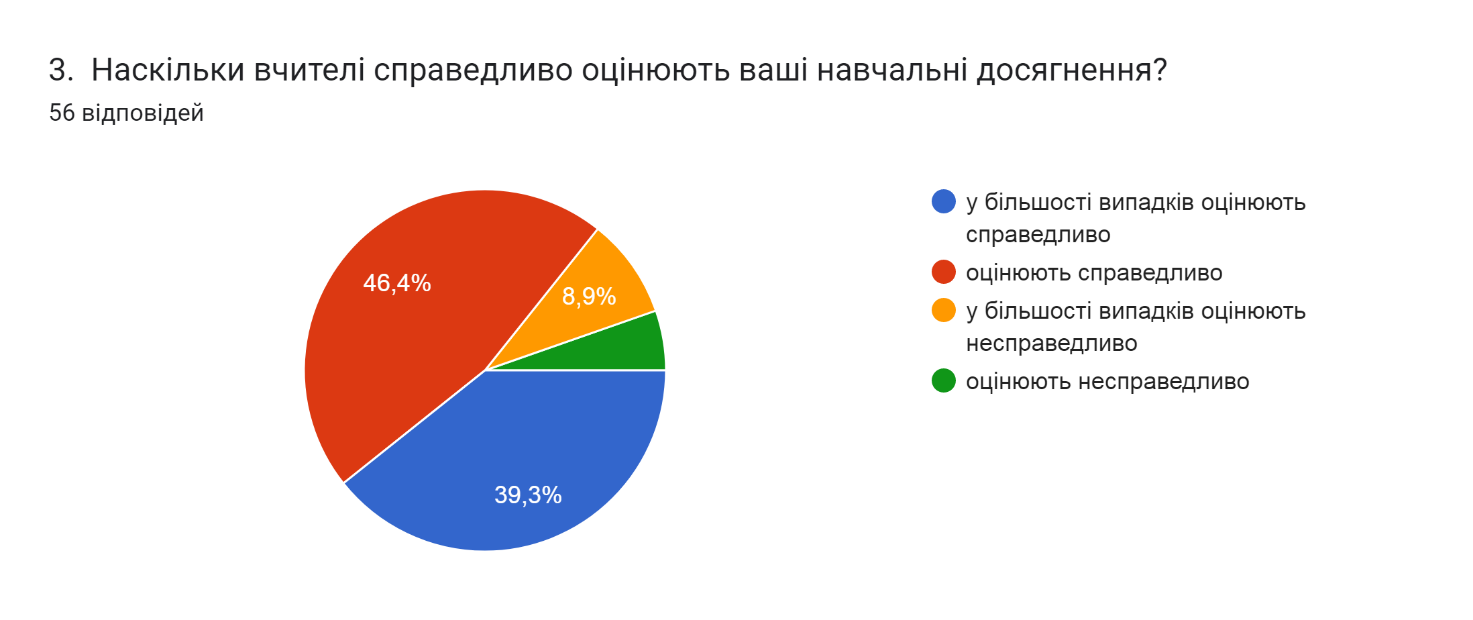 3.  Наскільки вчителі справедливо оцінюють ваші навчальні досягнення?
56 відповідей
46,4%
8,9%
39,3%
у більшості випадків оцінюють
справедливо
оцінюють справедливо
у більшості випадків оцінюють
несправедливо
оцінюють несправедливо